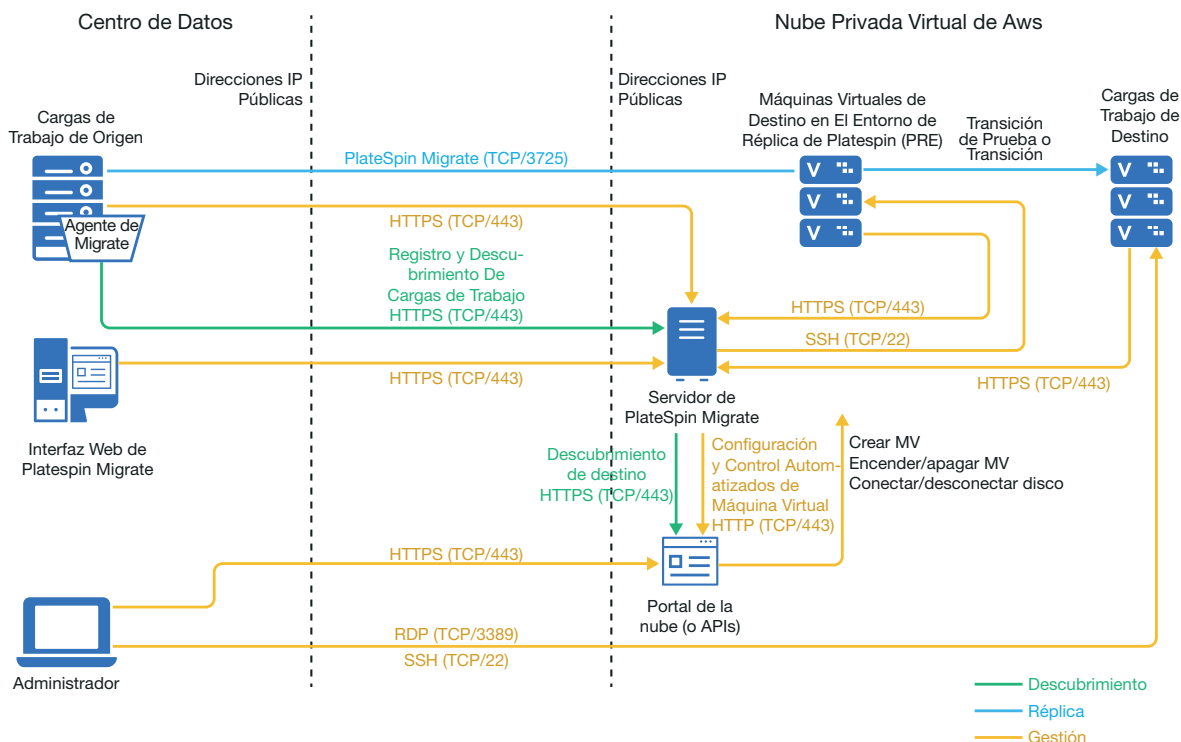 Centro de Datos
Nube Privada Virtual de Aws
Direcciones IP
Públicas
Direcciones IP
Públicas
Cargas de
Trabajo de Origen
Máquinas Virtuales de
Destino en El Entorno de
Réplica de Platespin (PRE)
Transición
de Prueba o
Transición
Cargas de
Trabajo de
Destino
PlateSpin Migrate (TCP/3725)
V
V
V
V
V
V
Agente de
Migrate
HTTPS (TCP/443)
Registro y Descu-
brimiento De
Cargas de Trabajo
HTTPS (TCP/443)
HTTPS (TCP/443)
SSH (TCP/22)
HTTPS (TCP/443)
HTTPS (TCP/443)
Servidor de
PlateSpin Migrate
Interfaz Web de
Platespin Migrate
Descubrimiento
de destino
HTTPS (TCP/443)
Configuración
y Control Autom-
atizados de
Máquina Virtual
HTTP (TCP/443)
Crear MV
Encender/apagar MV
Conectar/desconectar disco
HTTPS (TCP/443)
Portal de la
nube (o APIs)
RDP (TCP/3389)
SSH (TCP/22)
Administrador
Descubrimiento
Réplica
Gestión